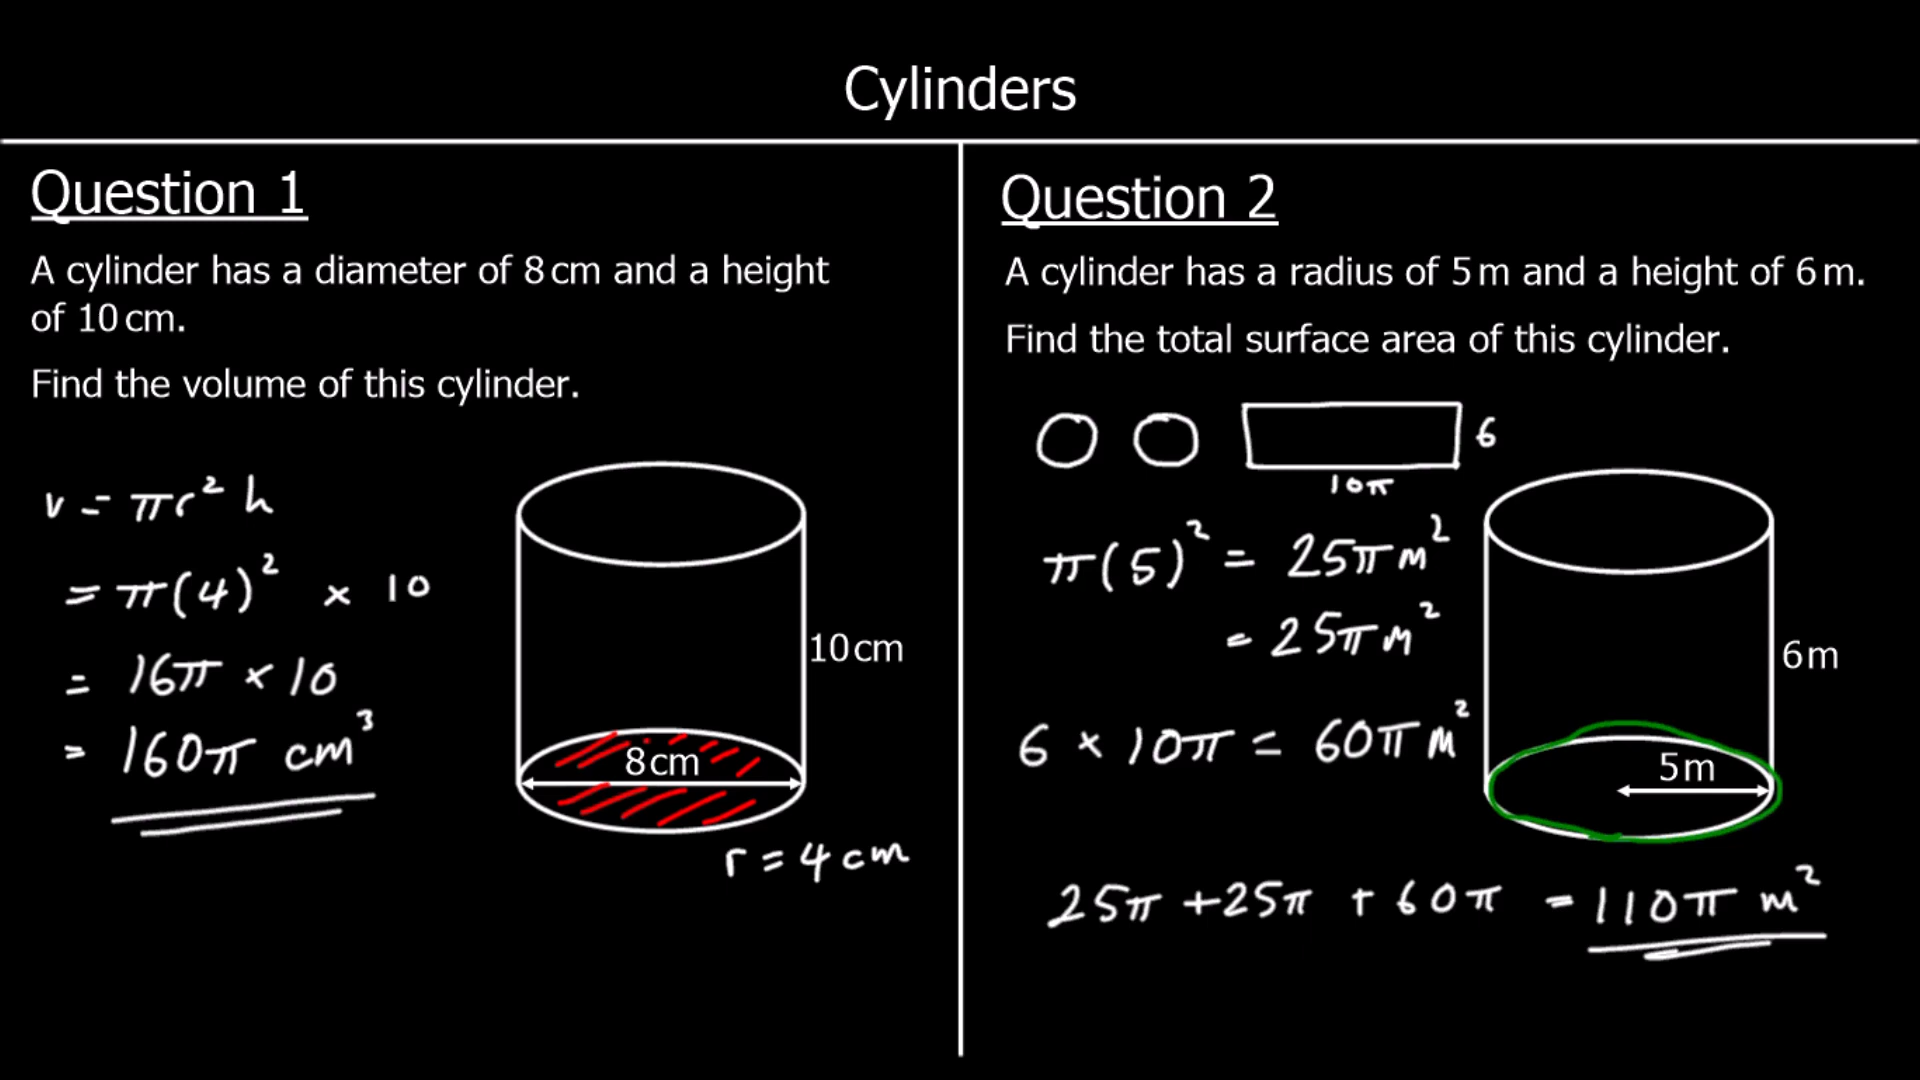 Cylinders
Question 1
A cylinder has a diameter of 8 cm and a height
of 10 cm.
Find the volume of this cylinder.
v = πr² h
= π(4)² × 10
= 16π × 10
= 160π cm³
10 cm
8 cm
r = 4 cm
Question 2
A cylinder has a radius of 5 m and a height of 6 m.
Find the total surface area of this cylinder.
6
10π
π(5)² = 25π m²
= 25π m²
6 × 10π = 60π m²
6 m
5 m
25π + 25π + 60π = 110π m²